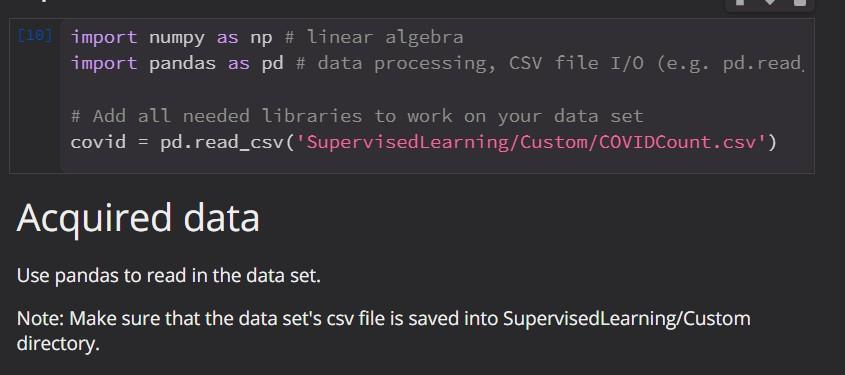 [10] import numpy as np # linear algebra
import pandas as pd # data processing, CSV file I/O (e.g. pd.read_
# Add all needed libraries to work on your data set
covid = pd.read_csv('SupervisedLearning/Custom/COVIDCount.csv')
Acquired data
Use pandas to read in the data set.
Note: Make sure that the data set's csv file is saved into SupervisedLearning/Custom
directory.